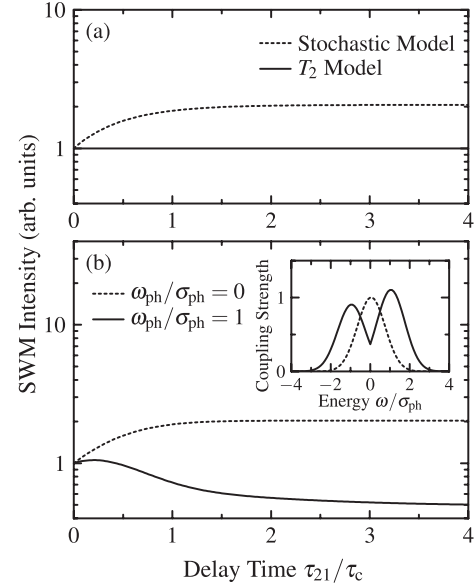 10
(a)
Stochastic Model
T₂ Model
1
0 1 2 3 4
SWM Intensity (arb. units)
(b)
ωph/σph = 0
ωph/σph = 1
10
1
Coupling Strength
1
0
−4 −2 0 2 4
Energy ω/σph
0 1 2 3 4
Delay Time τ₂₁/τc